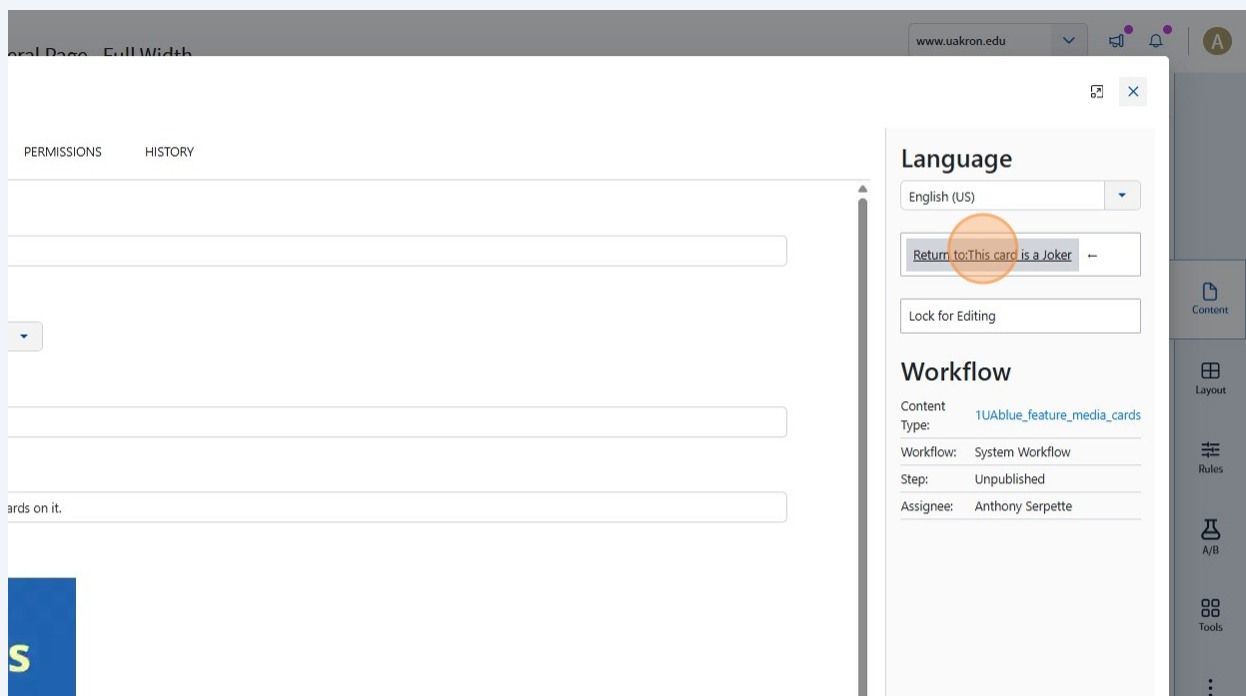 eral Page - Full Width
www.uakron.edu
A
PERMISSIONS
HISTORY
Language
English (US)
Return to:This card is a Joker ←
Lock for Editing
Workflow
Content Type: 1UAblue_feature_media_cards
Workflow: System Workflow
Step: Unpublished
Assignee: Anthony Serpette
ards on it.
s
Content
Layout
Rules
A/B
Tools